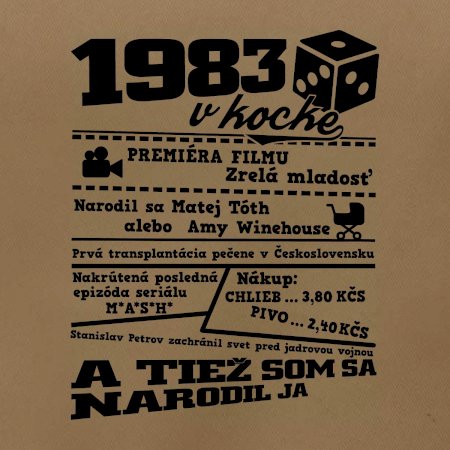 1983
v kocke
PREMIÉRA FILMU
Zrelá mladosť
Narodil sa Matej Tóth
alebo Amy Winehouse
Prvá transplantácia pečene v Československu
Nakrútená posledná
epizóda seriálu
M*A*S*H*
Nákup:
CHLIEB ... 3,80 KČS
PIVO ... 2,40 KČS
Stanislav Petrov zachránil svet pred jadrovou vojnou
A TIEŽ SOM SA
NARODIL JA